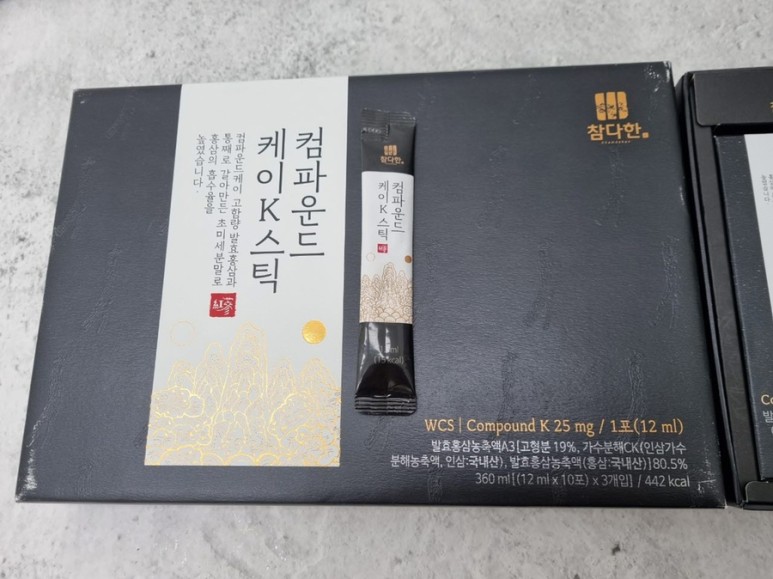 컴파운드
케이K스틱
컴파운드케이 고함량 발효홍삼과
통째로 갈아만든 초미세분말로
홍삼의 흡수율을
높였습니다.
紅蔘
참다한
참다한
컴파운드
케이K스틱
WCS | Compound K 25 mg / 1포(12 ml)
발효홍삼농축액A3[고형분 19%, 가수분해CK(인삼가수
분해농축액, 인삼:국내산), 발효홍삼농축액(홍삼:국내산)]80.5%
360 ml[(12 ml x 10포) x 3개입] / 442 kcal